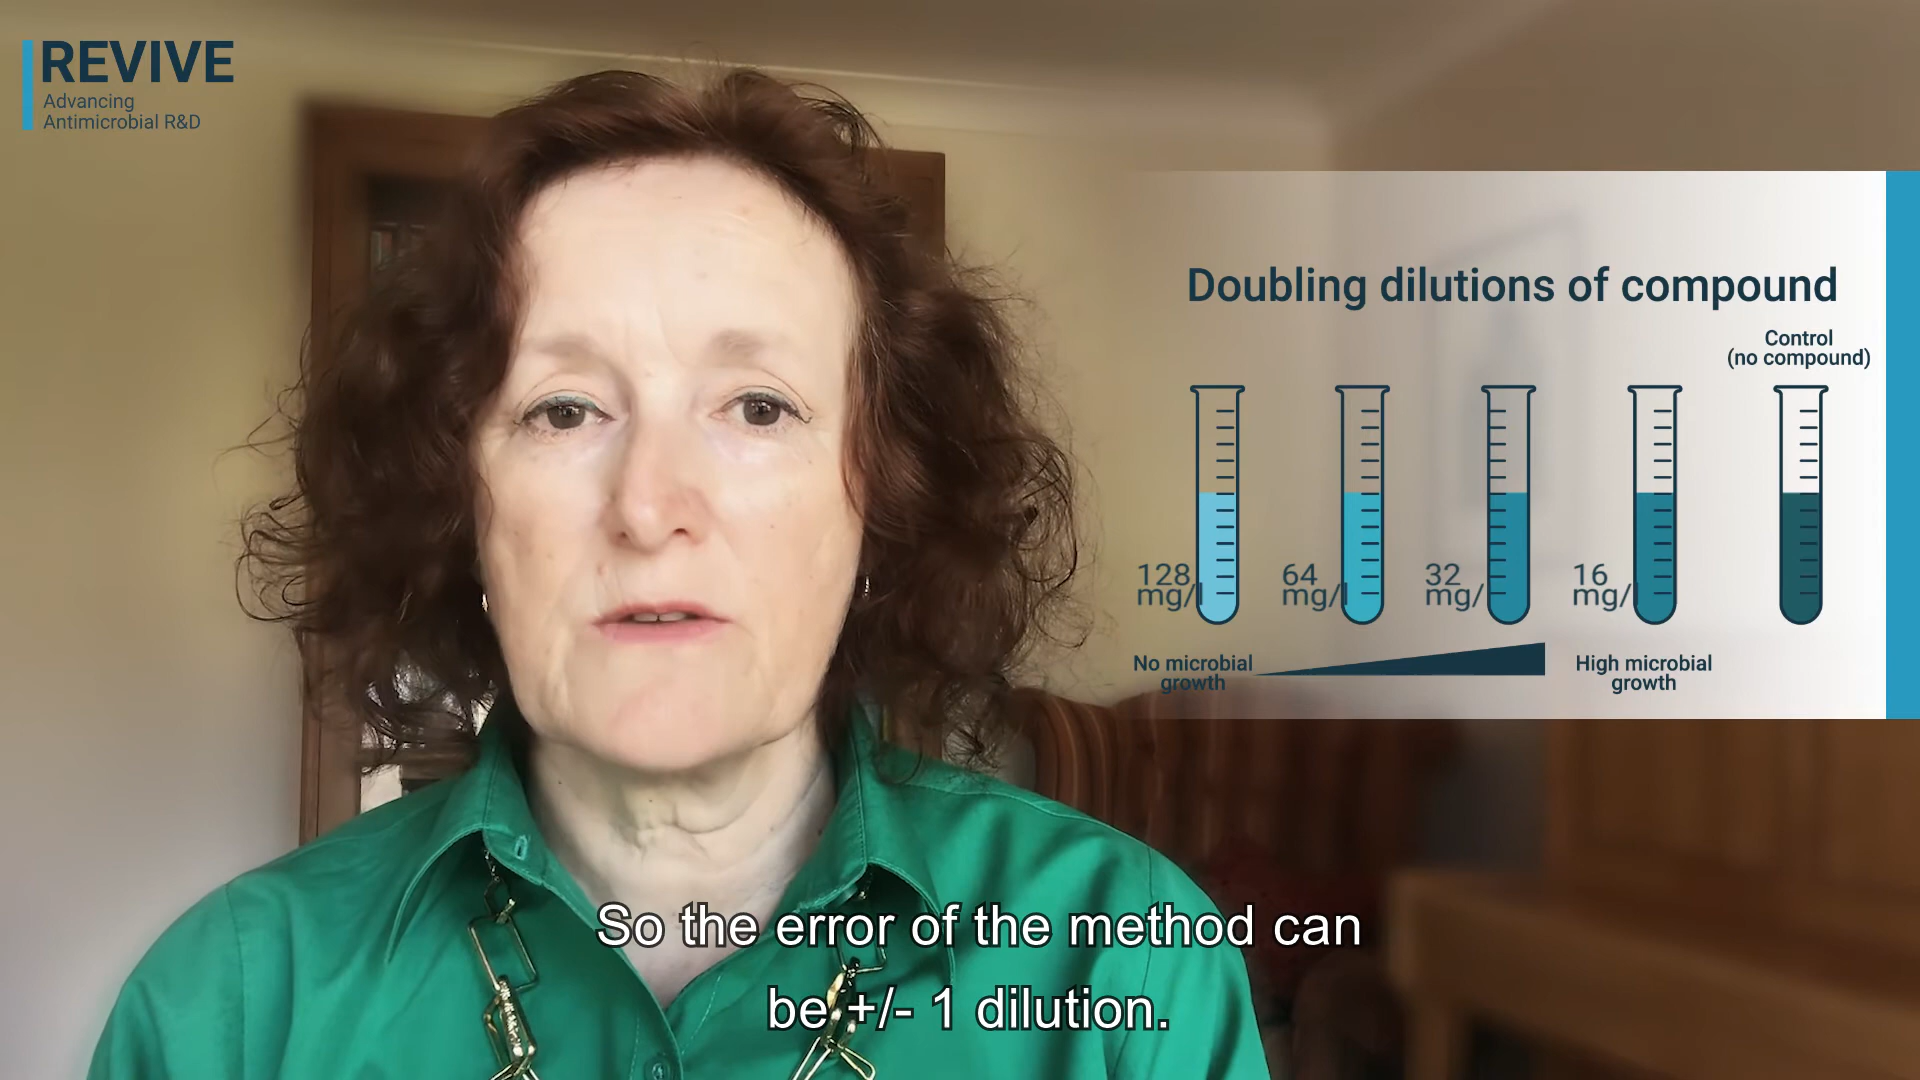 REVIVE
Advancing
Antimicrobial R&D
Doubling dilutions of compound
Control
(no compound)
128 64 32 16
mg/l mg/l mg/ mg/
No microbial High microbial
growth growth
So the error of the method can
be +/- 1 dilution.